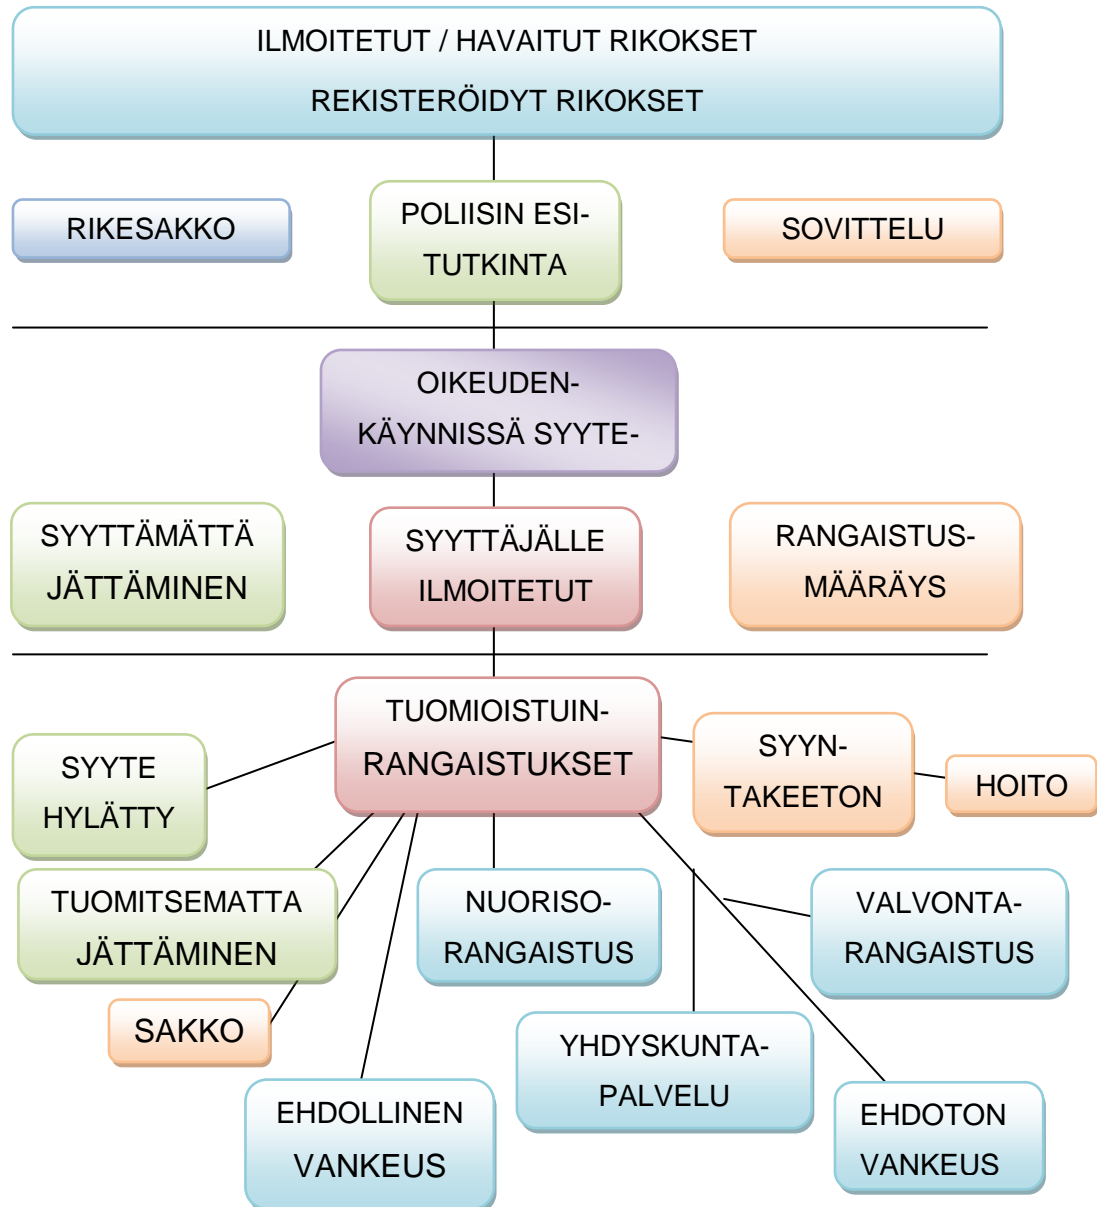 ILMOITETUT / HAVAITUT RIKOKSET
REKISTERÖIDYT RIKOKSET
RIKESAKKO
POLIISIN ESI-
TUTKINTA
SOVITTELU
OIKEUDEN-
KÄYNNISSÄ SYYTE-
SYYTTÄMÄTTÄ
JÄTTÄMINEN
SYYTTÄJÄLLE
ILMOITETUT
RANGAISTUS-
MÄÄRÄYS
TUOMIOISTUIN-
RANGAISTUKSET
SYYTE
HYLÄTTY
SYYN-
TAKEETON
HOITO
TUOMITSEMATTA
JÄTTÄMINEN
NUORISO-
RANGAISTUS
VALVONTA-
RANGAISTUS
SAKKO
YHDYSKUNTA-
PALVELU
EHDOLLINEN
VANKEUS
EHDOTON
VANKEUS